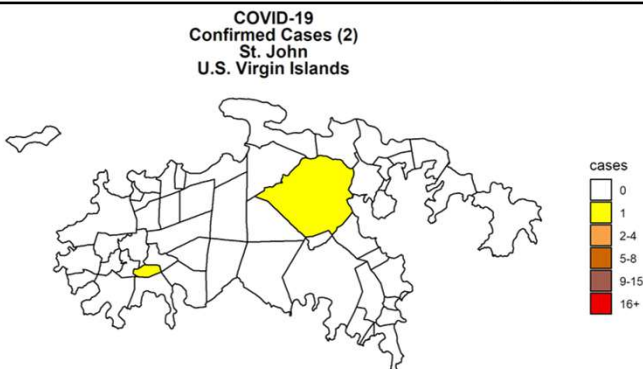 COVID-19
Confirmed Cases (2)
St. John
U.S. Virgin Islands
cases
0
1
2-4
5-8
9-15
16+